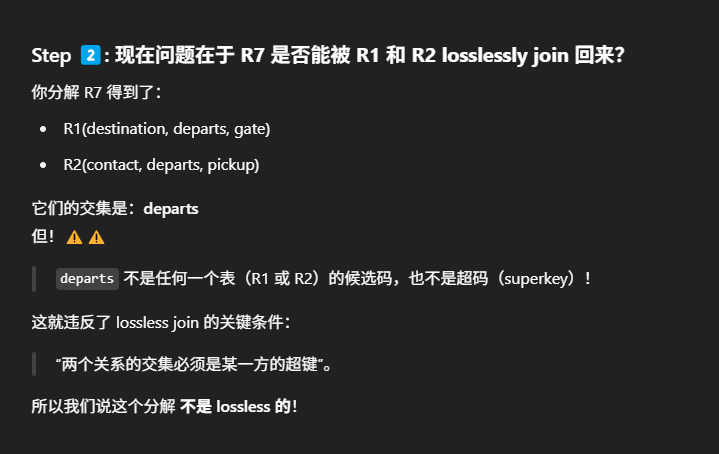 Step 2️⃣: 现在问题在于 R7 是否能被 R1 和 R2 losslessly join 回来？
你分解 R7 得到了：
• R1(destination, departs, gate)
• R2(contact, departs, pickup)
它们的交集是：departs
但！⚠️⚠️
departs 不是任何一个表（R1 或 R2）的候选码，也不是超码（superkey）！
这就违反了 lossless join 的关键条件：
“两个关系的交集必须是某一方的超键”。
所以我们说这个分解 不是 lossless 的！